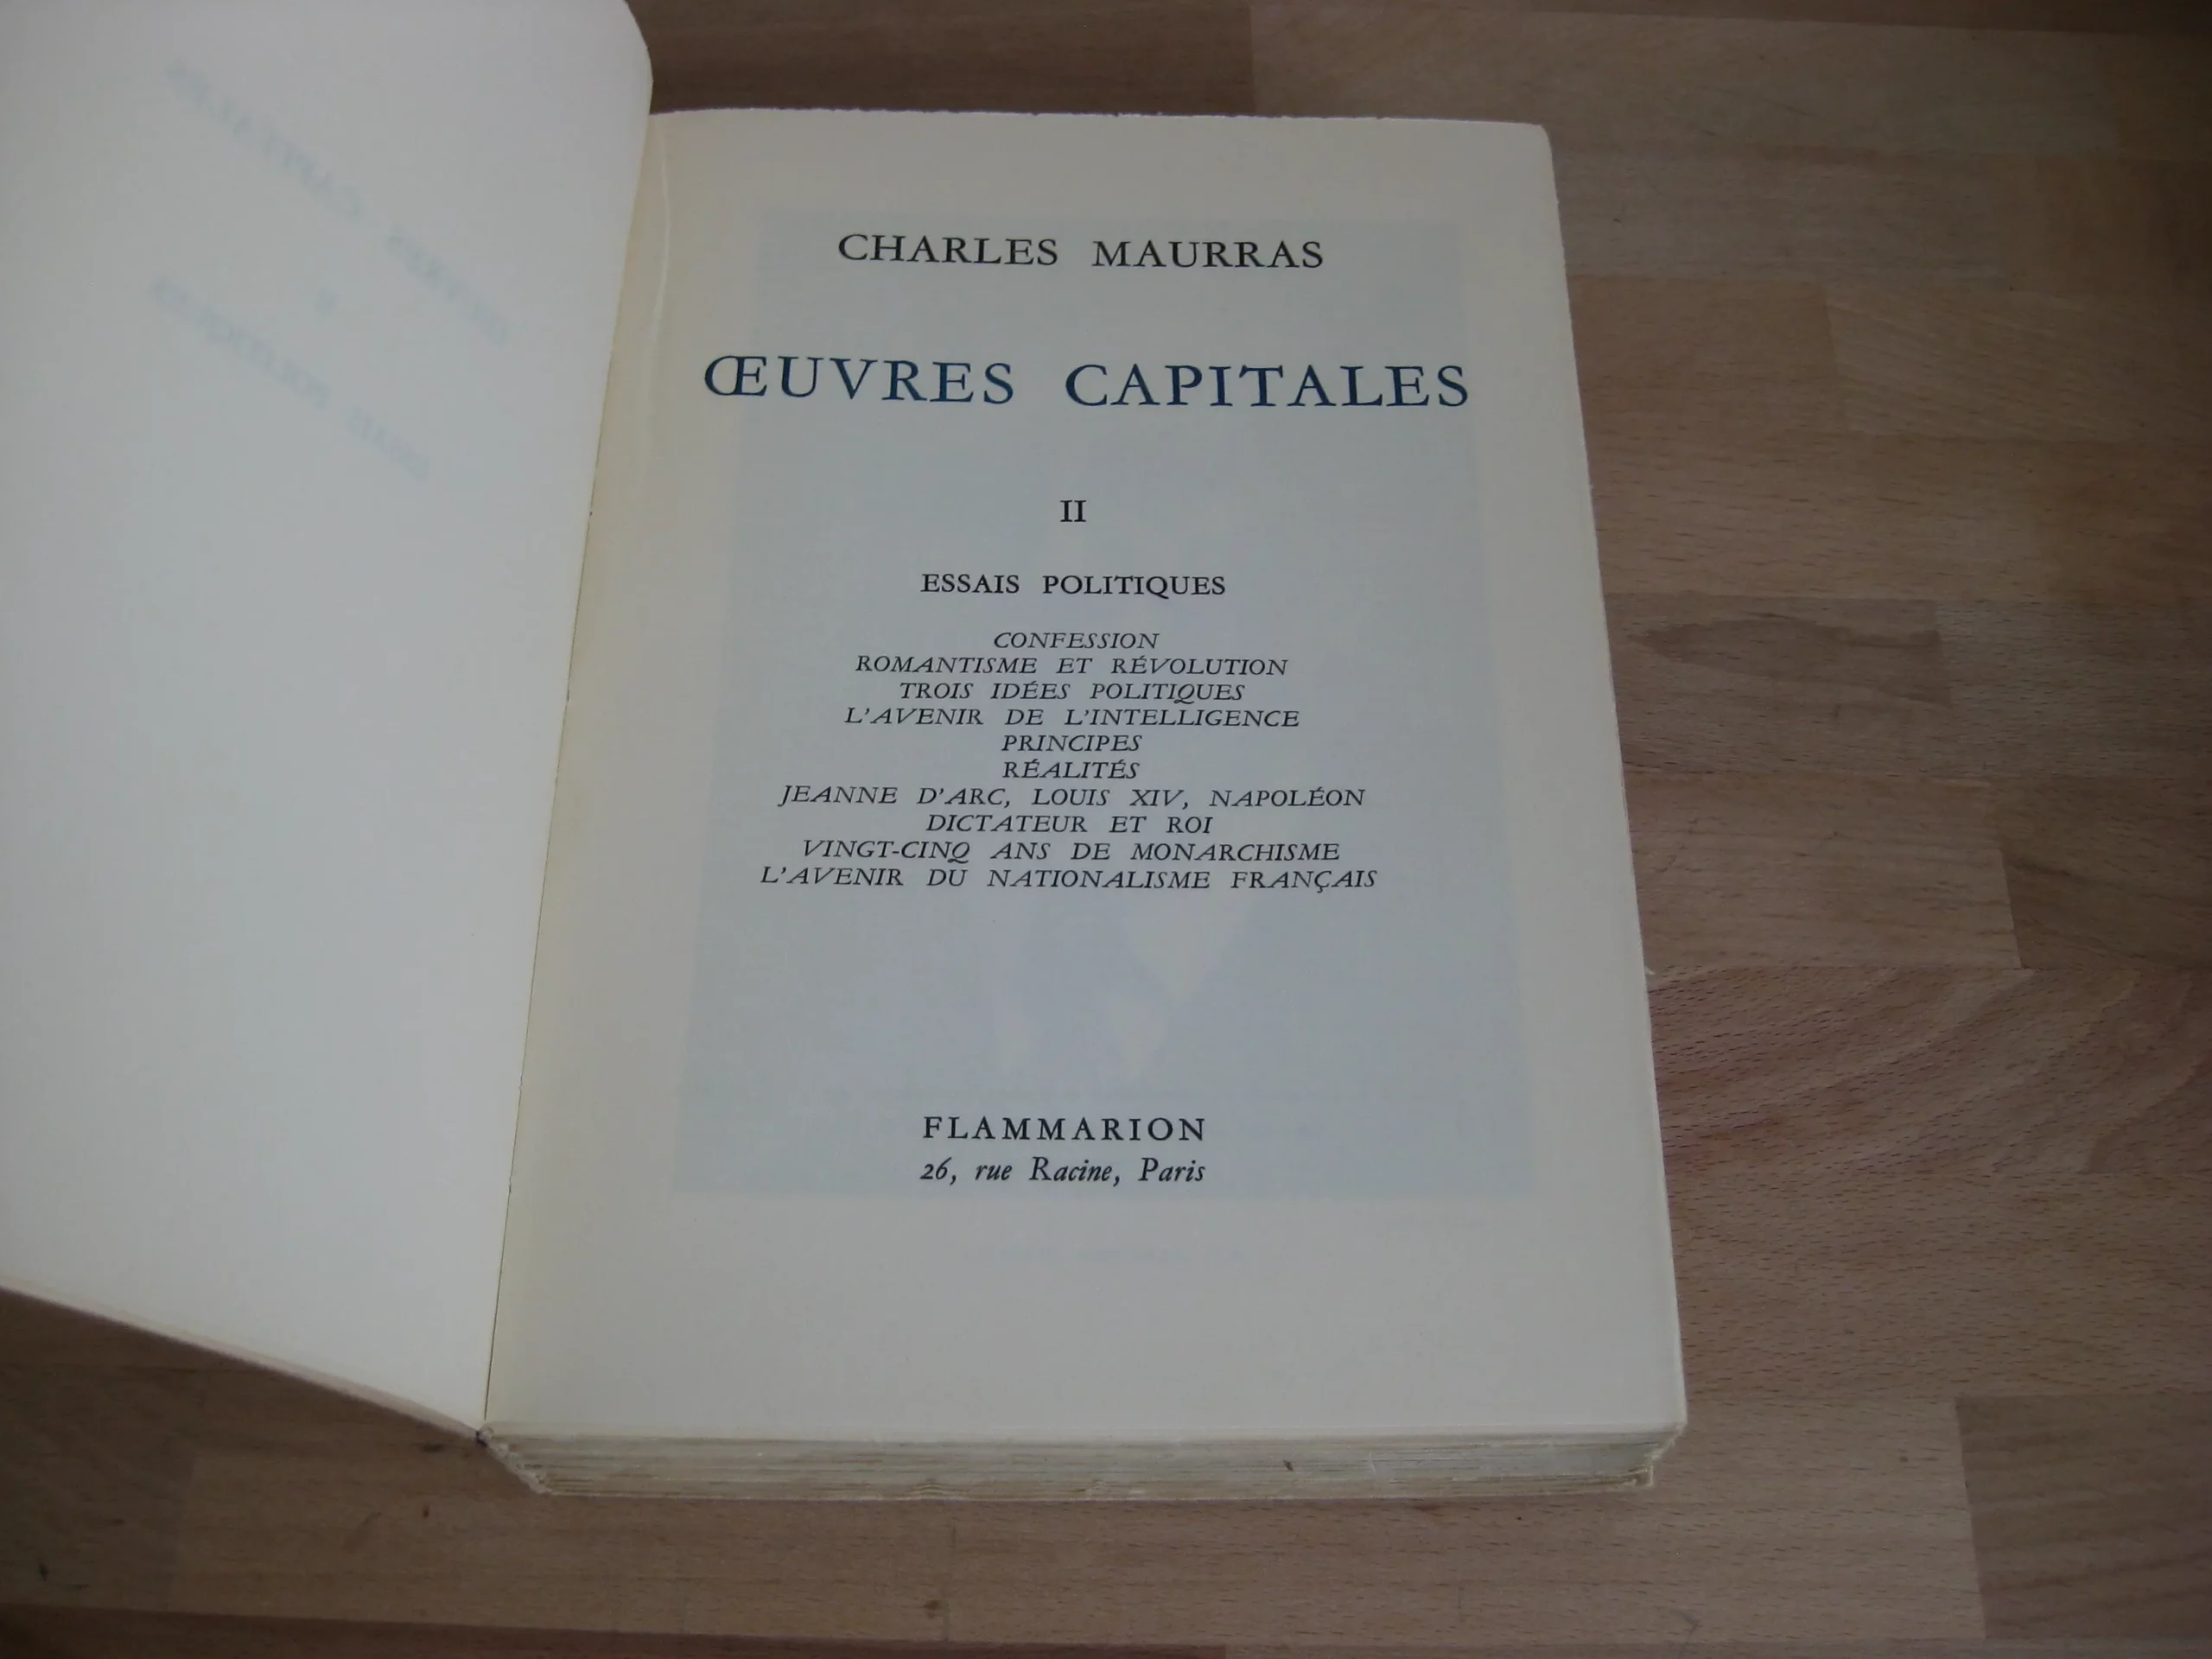 CHARLES MAURRAS
ŒUVRES CAPITALES
II
ESSAIS POLITIQUES
CONFESSION
ROMANTISME ET RÉVOLUTION
TROIS IDÉES POLITIQUES
L'AVENIR DE L'INTELLIGENCE
PRINCIPES
RÉALITÉS
JEANNE D'ARC, LOUIS XIV, NAPOLÉON
DICTATEUR ET ROI
VINGT-CINQ ANS DE MONARCHISME
L'AVENIR DU NATIONALISME FRANÇAIS
FLAMMARION
26, rue Racine, Paris